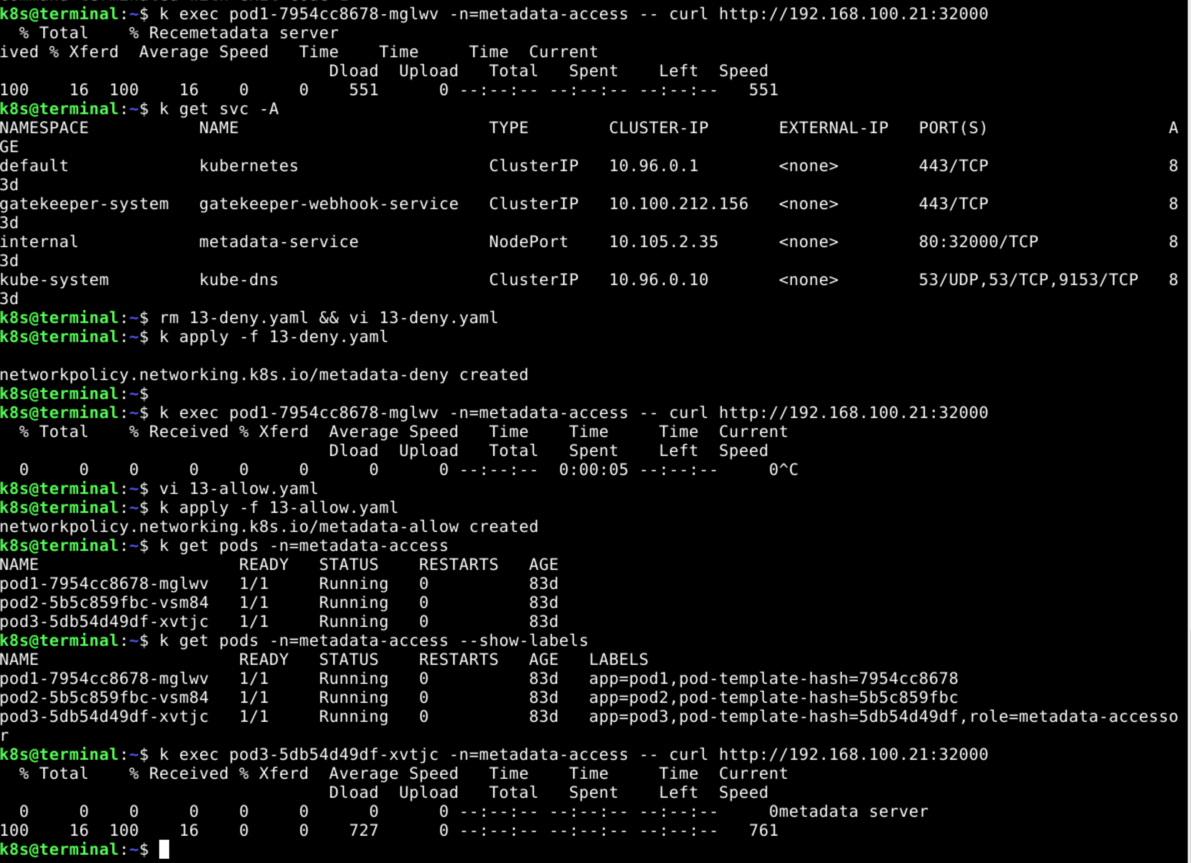 k8s@terminal:~$ k exec pod1-7954cc8678-mglwv -n=metadata-access -- curl http://192.168.100.21:32000
  % Total    % Recemetadata server
ived % Xferd  Average Speed   Time    Time     Time  Current
                                 Dload  Upload   Total   Spent    Left  Speed
100    16  100    16    0     0    551      0 --:--:-- --:--:-- --:--:--   551
k8s@terminal:~$ k get svc -A
NAMESPACE           NAME                         TYPE        CLUSTER-IP       EXTERNAL-IP   PORT(S)                  A
GE
default             kubernetes                   ClusterIP   10.96.0.1        <none>        443/TCP                  8
3d
gatekeeper-system   gatekeeper-webhook-service   ClusterIP   10.100.212.156   <none>        443/TCP                  8
3d
internal            metadata-service             NodePort    10.105.2.35      <none>        80:32000/TCP             8
3d
kube-system         kube-dns                     ClusterIP   10.96.0.10       <none>        53/UDP,53/TCP,9153/TCP   8
3d
k8s@terminal:~$ rm 13-deny.yaml && vi 13-deny.yaml
k8s@terminal:~$ k apply -f 13-deny.yaml
networkpolicy.networking.k8s.io/metadata-deny created
k8s@terminal:~$
k8s@terminal:~$ k exec pod1-7954cc8678-mglwv -n=metadata-access -- curl http://192.168.100.21:32000
  % Total    % Received % Xferd  Average Speed   Time    Time     Time  Current
                                 Dload  Upload   Total   Spent    Left  Speed
  0     0    0     0    0     0      0      0 --:--:--  0:00:05 --:--:--     0^C
k8s@terminal:~$ vi 13-allow.yaml
k8s@terminal:~$ k apply -f 13-allow.yaml
networkpolicy.networking.k8s.io/metadata-allow created
k8s@terminal:~$ k get pods -n=metadata-access
NAME                    READY   STATUS    RESTARTS   AGE
pod1-7954cc8678-mglwv   1/1     Running   0          83d
pod2-5b5c859fbc-vsm84   1/1     Running   0          83d
pod3-5db54d49df-xvtjc   1/1     Running   0          83d
k8s@terminal:~$ k get pods -n=metadata-access --show-labels
NAME                    READY   STATUS    RESTARTS   AGE   LABELS
pod1-7954cc8678-mglwv   1/1     Running   0          83d   app=pod1,pod-template-hash=7954cc8678
pod2-5b5c859fbc-vsm84   1/1     Running   0          83d   app=pod2,pod-template-hash=5b5c859fbc
pod3-5db54d49df-xvtjc   1/1     Running   0          83d   app=pod3,pod-template-hash=5db54d49df,role=metadata-accesso
r
k8s@terminal:~$ k exec pod3-5db54d49df-xvtjc -n=metadata-access -- curl http://192.168.100.21:32000
  % Total    % Received % Xferd  Average Speed   Time    Time     Time  Current
                                 Dload  Upload   Total   Spent    Left  Speed
  0     0    0     0    0     0      0      0 --:--:-- --:--:-- --:--:--     0metadata server
100    16  100    16    0     0    727      0 --:--:-- --:--:-- --:--:--   761
k8s@terminal:~$